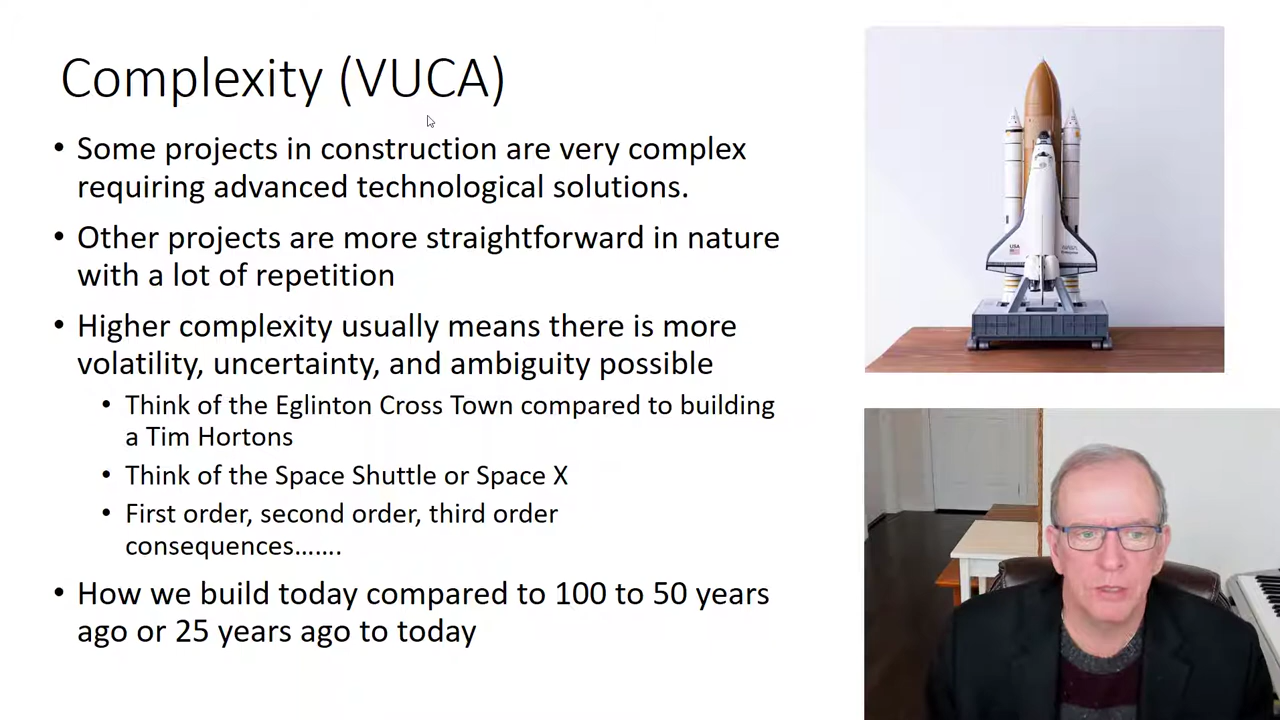 Complexity (VUCA)
• Some projects in construction are very complex
requiring advanced technological solutions.
• Other projects are more straightforward in nature
with a lot of repetition
• Higher complexity usually means there is more
volatility, uncertainty, and ambiguity possible
• Think of the Eglinton Cross Town compared to building
a Tim Hortons
• Think of the Space Shuttle or Space X
• First order, second order, third order
consequences.......
• How we build today compared to 100 to 50 years
ago or 25 years ago to today
USA